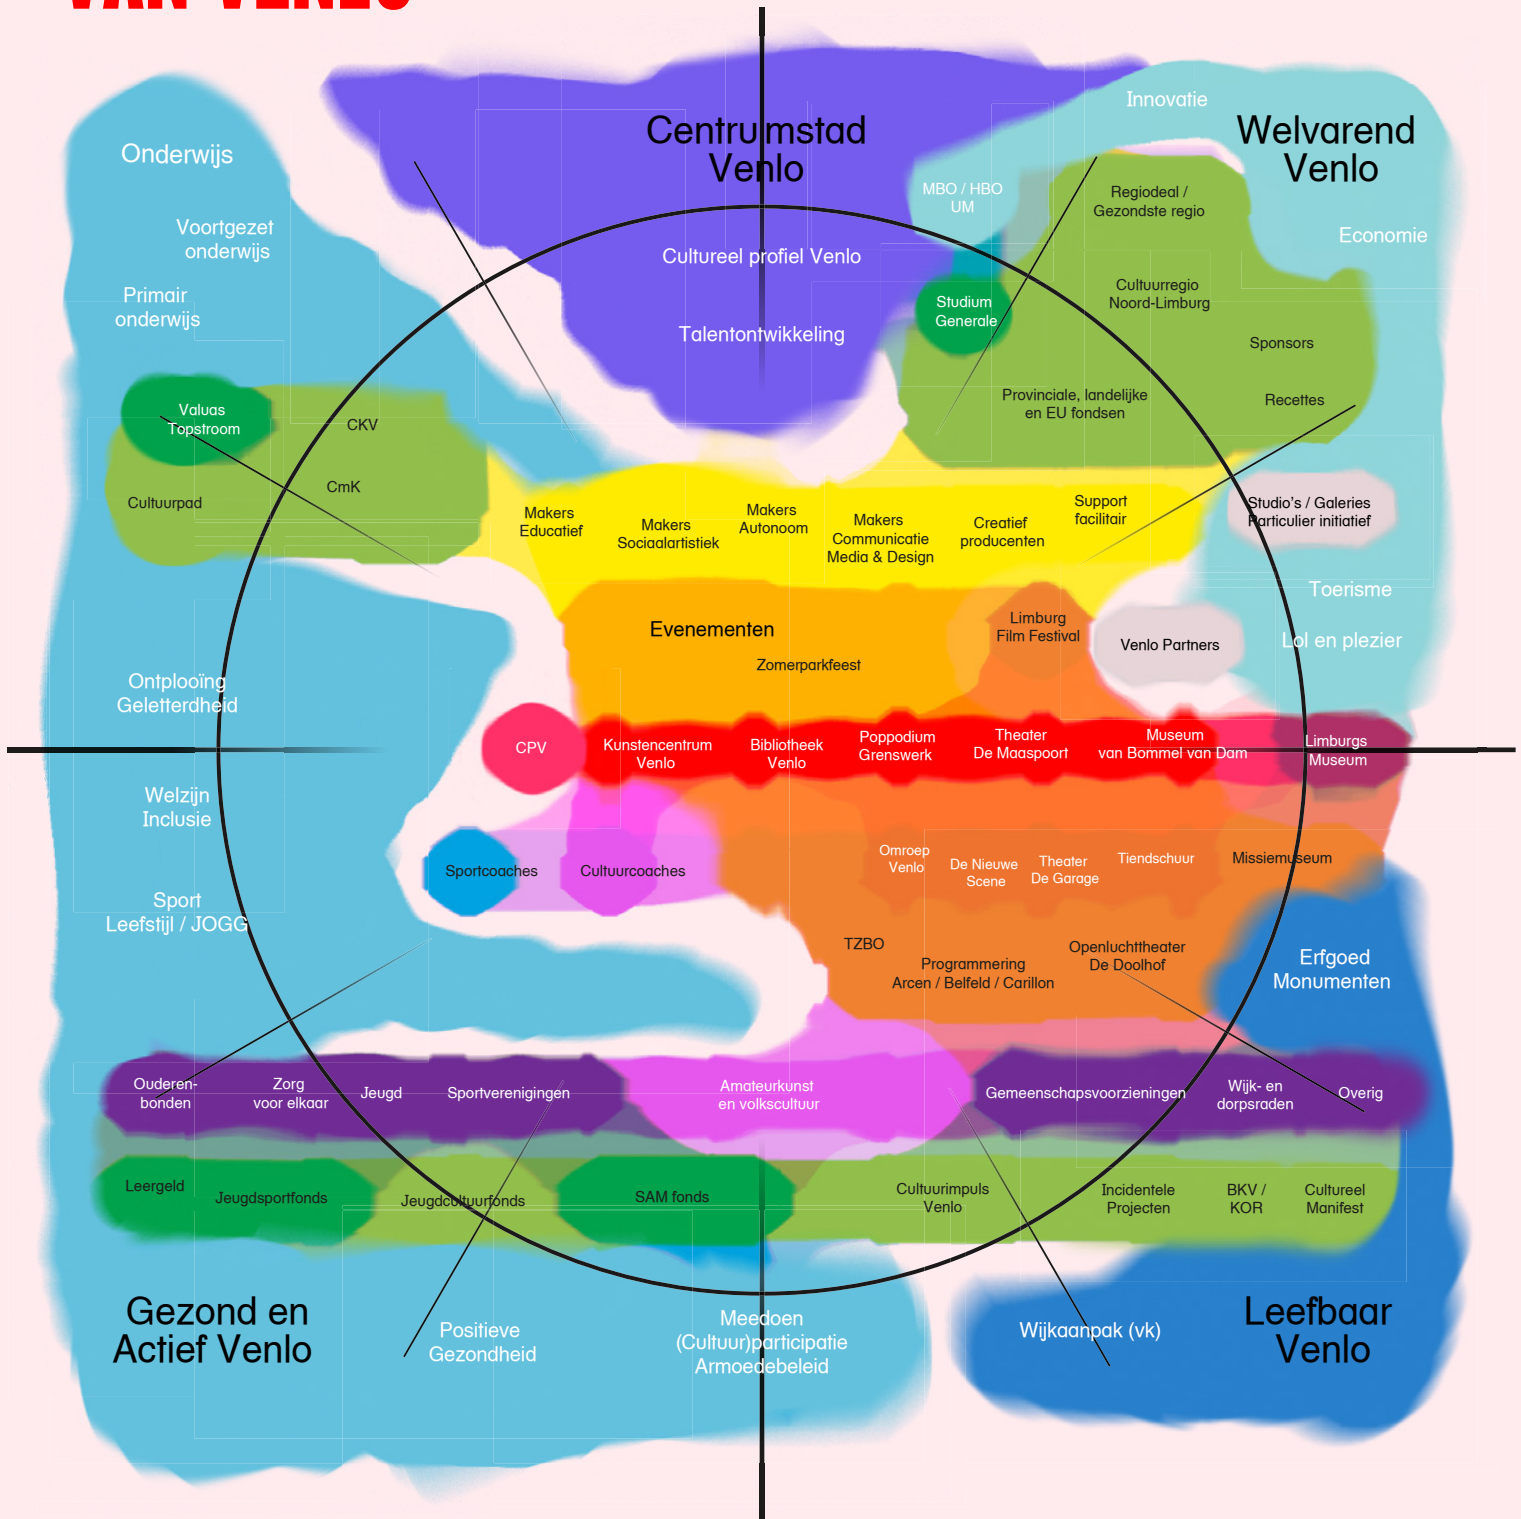 VAN VENLO
Centrumstad
Venlo
Innovatie
Welvarend
Venlo
Onderwijs
MBO / HBO
UM
Regiodeal /
Gezondste regio
Voortgezet
onderwijs
Economie
Cultureel profiel Venlo
Primair
onderwijs
Studium
Generale
Cultuurregio
Noord-Limburg
Talentontwikkeling
Sponsors
Provinciale, landelijke
en EU fondsen
Recettes
Valuas
Topstroom
CKV
CmK
Cultuurpad
Makers
Educatief
Makers
Sociaalartistiek
Makers
Autonoom
Makers
Communicatie
Media & Design
Creatief
producenten
Support
facilitair
Studio's / Galeries
Particulier initiatief
Toerisme
Evenementen
Zomerparkfeest
Limburg
Film Festival
Venlo Partners
Lol en plezier
Ontplooïng
Geletterdheid
CPV
Kunstencentrum
Venlo
Bibliotheek
Venlo
Poppodium
Grenswerk
Theater
De Maaspoort
Museum
van Bommel van Dam
Limburgs
Museum
Welzijn
Inclusie
Sportcoaches
Cultuurcoaches
Omroep
Venlo
De Nieuwe
Scene
Theater
De Garage
Tiendschuur
Missiemuseum
Sport
Leefstijl / JOGG
TZBO
Programmering
Arcen / Belfeld / Carillon
Openluchttheater
De Doolhof
Erfgoed
Monumenten
Ouderen-
bonden
Zorg
voor elkaar
Jeugd
Sportverenigingen
Amateurkunst
en volkscultuur
Gemeenschapsvoorzieningen
Wijk- en
dorpsraden
Overig
Leergeld
Jeugdsportfonds
Jeugdcultuurfonds
SAM fonds
Cultuurimpuls
Venlo
Incidentele
Projecten
BKV /
KOR
Cultureel
Manifest
Gezond en
Actief Venlo
Positieve
Gezondheid
Meedoen
(Cultuur)participatie
Armoedebeleid
Wijkaanpak (vk)
Leefbaar
Venlo